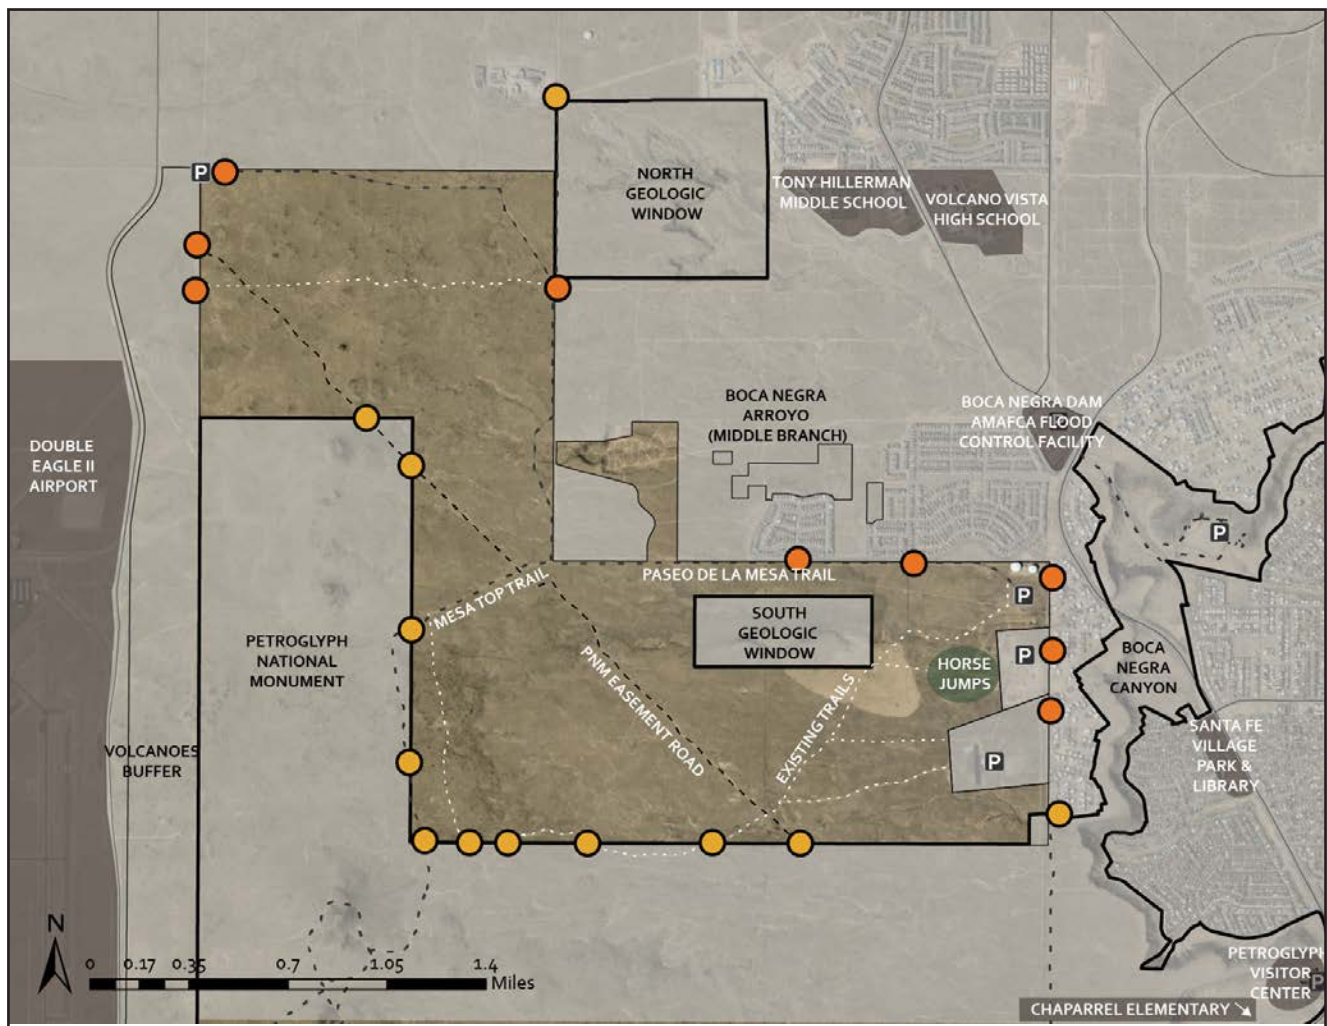 NORTH
GEOLOGIC
WINDOW
TONY HILLERMAN
MIDDLE SCHOOL
VOLCANO VISTA
HIGH SCHOOL
P
DOUBLE
EAGLE II
AIRPORT
BOCA NEGRA
ARROYO
(MIDDLE BRANCH)
BOCA NEGRA DAM
AMAFCA FLOOD
CONTROL FACILITY
P
MESA TOP TRAIL
PASEO DE LA MESA TRAIL
P
SOUTH
GEOLOGIC
WINDOW
PETROGLYPH
NATIONAL
MONUMENT
PNM EASEMENT ROAD
EXISTING TRAILS
HORSE
JUMPS
P
BOCA
NEGRA
CANYON
VOLCANOES
BUFFER
P
SANTA FE
VILLAGE
PARK &
LIBRARY
N
0 0.17 0.35 0.7 1.05 1.4
Miles
PETROGLYPH
VISITOR
CENTER
P
CHAPARREL ELEMENTARY